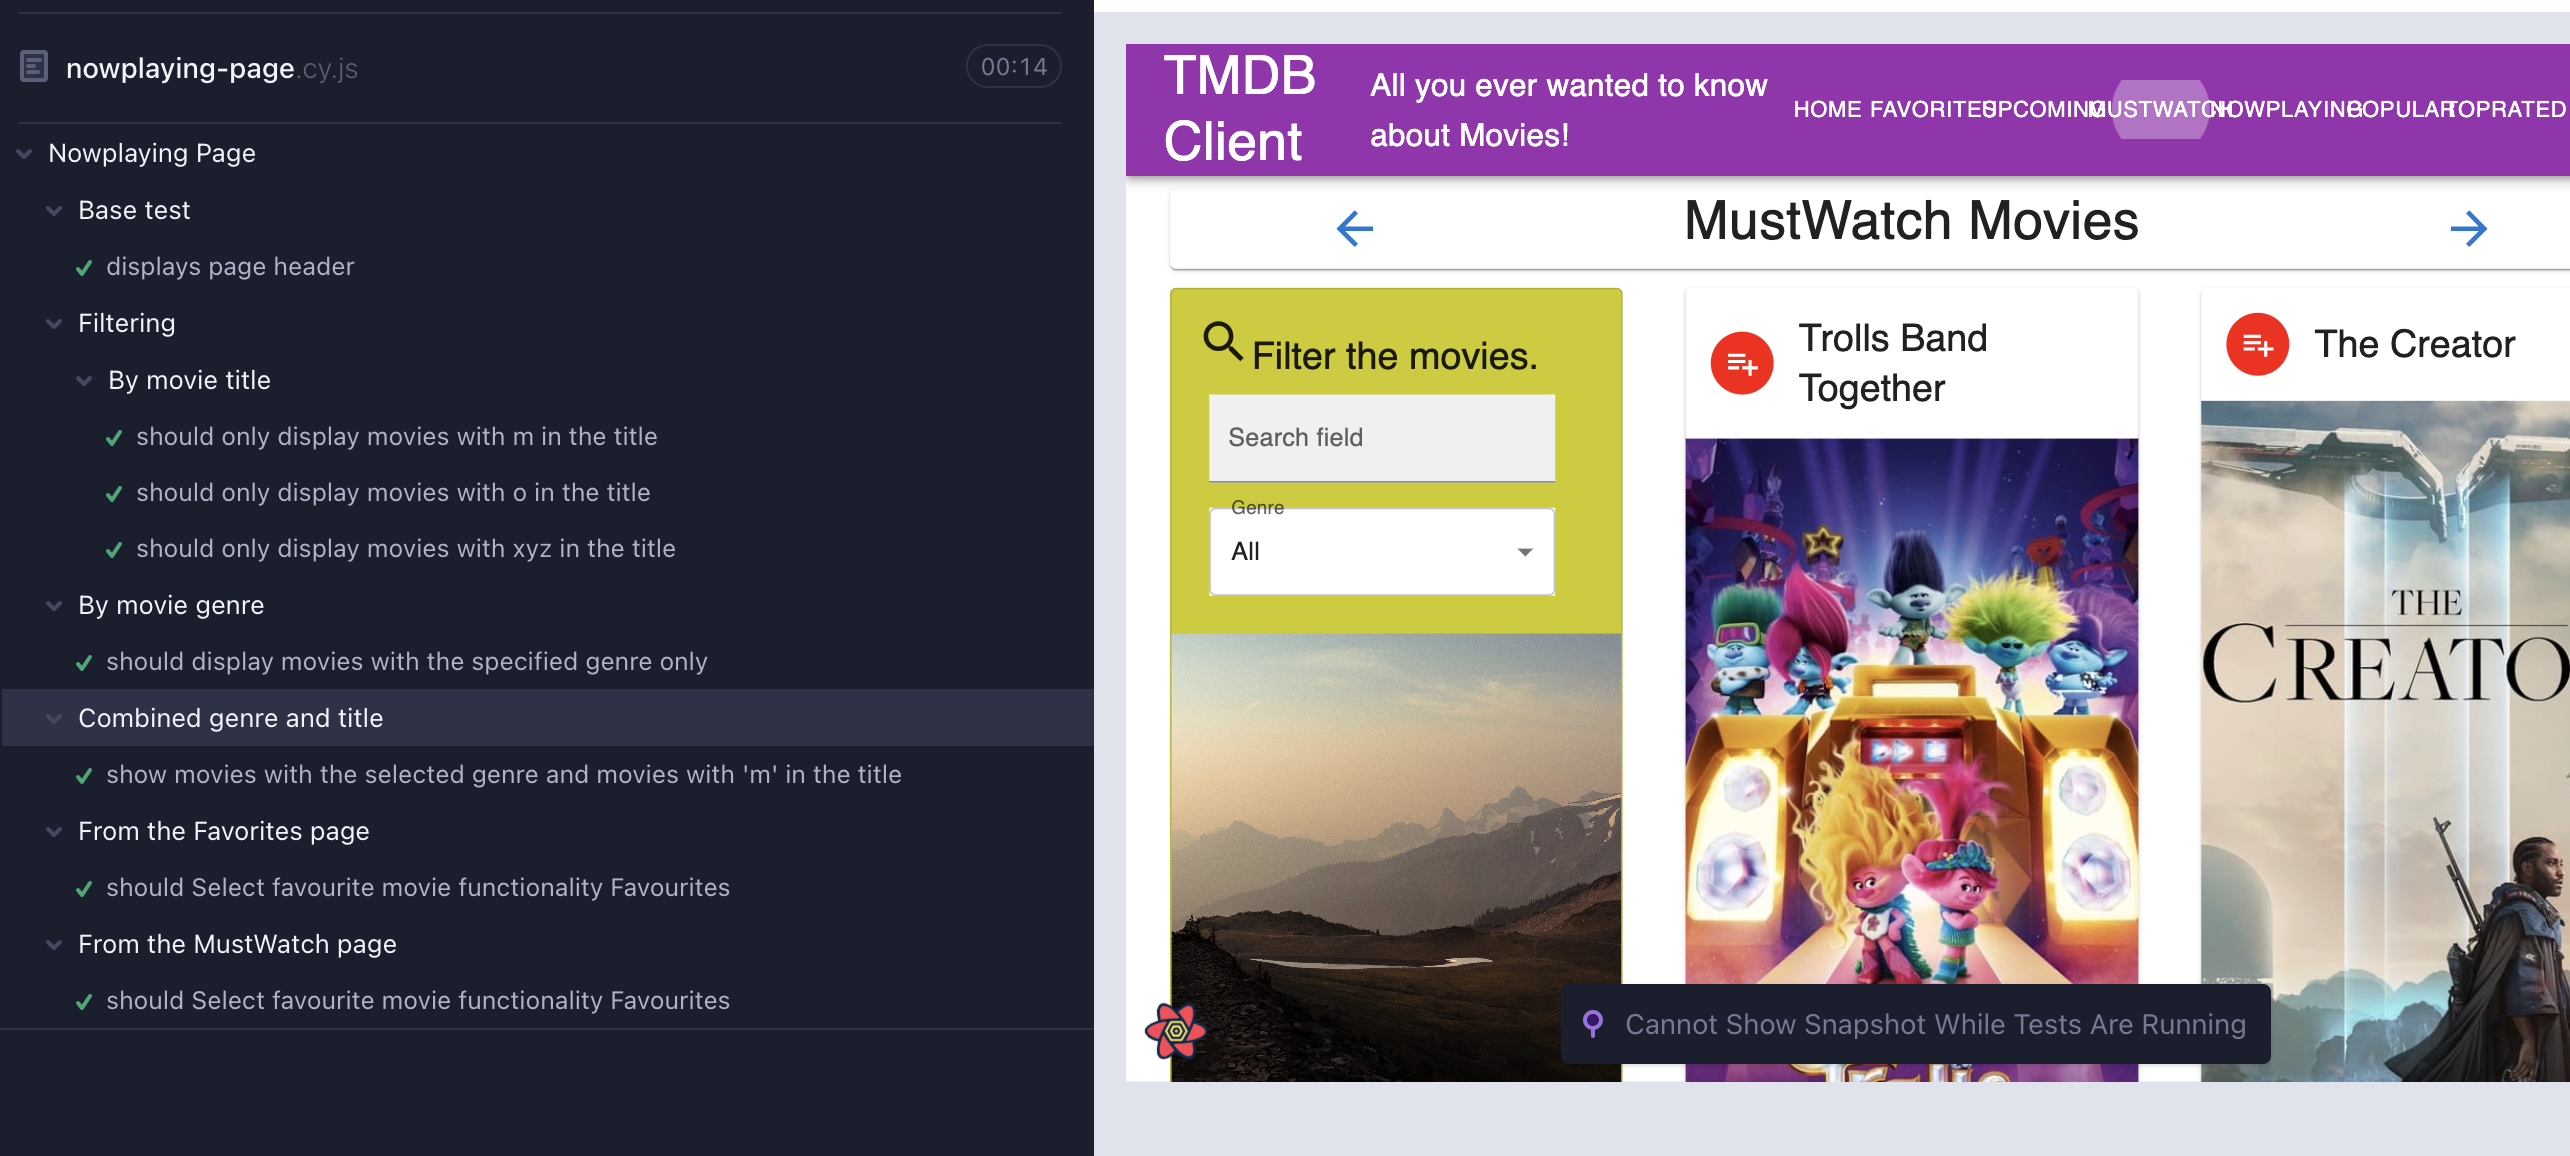 nowplaying-page.cy.js
00:14
Nowplaying Page
Base test
displays page header
Filtering
By movie title
should only display movies with m in the title
should only display movies with o in the title
should only display movies with xyz in the title
By movie genre
should display movies with the specified genre only
Combined genre and title
show movies with the selected genre and movies with 'm' in the title
From the Favorites page
should Select favourite movie functionality Favourites
From the MustWatch page
should Select favourite movie functionality Favourites
TMDB
Client
All you ever wanted to know
about Movies!
HOME FAVORITES UPCOMING MUSTWATCH NOWPLAYING POPULAR TOPRATED
MustWatch Movies
Filter the movies.
Search field
Genre
All
Trolls Band
Together
The Creator
THE
CREATO
Cannot Show Snapshot While Tests Are Running